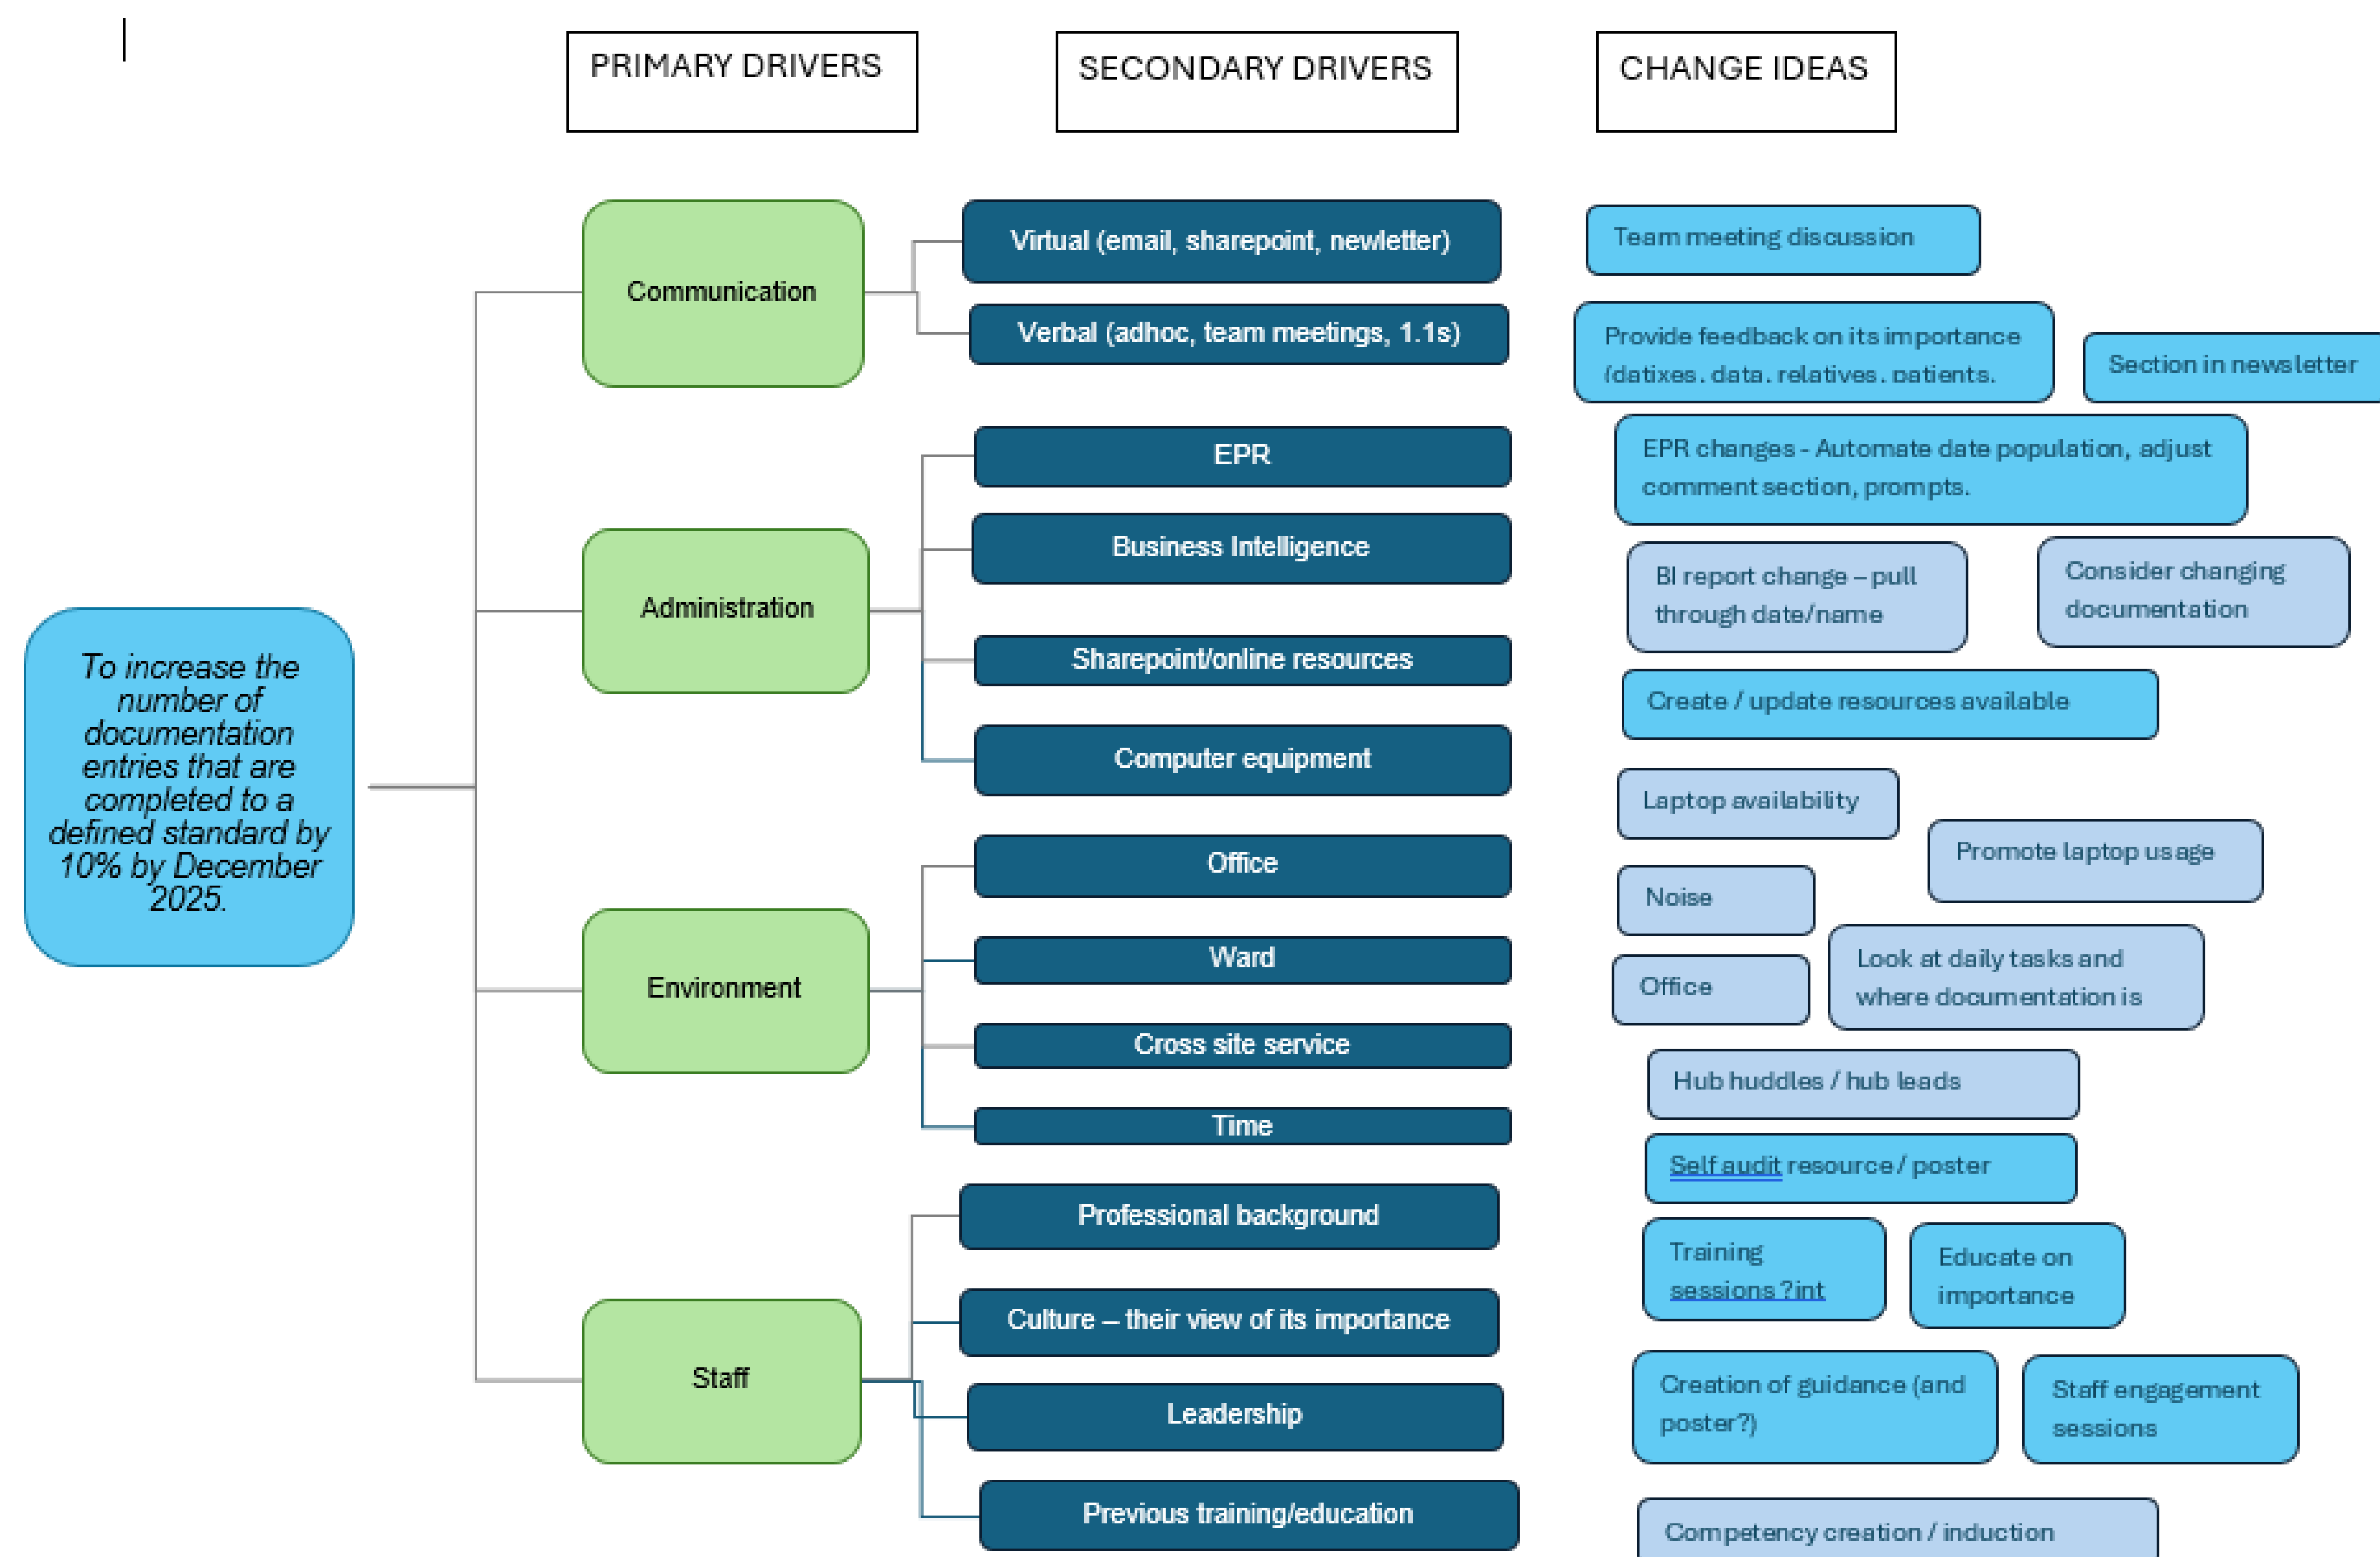 PRIMARY DRIVERS
SECONDARY DRIVERS
CHANGE IDEAS
To increase the
number of
documentation
entries that are
completed to a
defined standard by
10% by December
2025.
Communication
Virtual (email, sharepoint, newletter)
Verbal (adhoc, team meetings, 1.1s)
Team meeting discussion
Provide feedback on its importance
(datixes, data, relatives, patients,
Section in newsletter
Administration
EPR
Business Intelligence
Sharepoint/online resources
Computer equipment
EPR changes - Automate date population, adjust
comment section, prompts.
BI report change – pull
through date/name
Consider changing
documentation
Create / update resources available
Laptop availability
Promote laptop usage
Environment
Office
Ward
Cross site service
Time
Noise
Office
Look at daily tasks and
where documentation is
Hub huddles / hub leads
Self audit resource / poster
Staff
Professional background
Culture – their view of its importance
Leadership
Previous training/education
Training
sessions ?int
Educate on
importance
Creation of guidance (and
poster?)
Staff engagement
sessions
Competency creation / induction